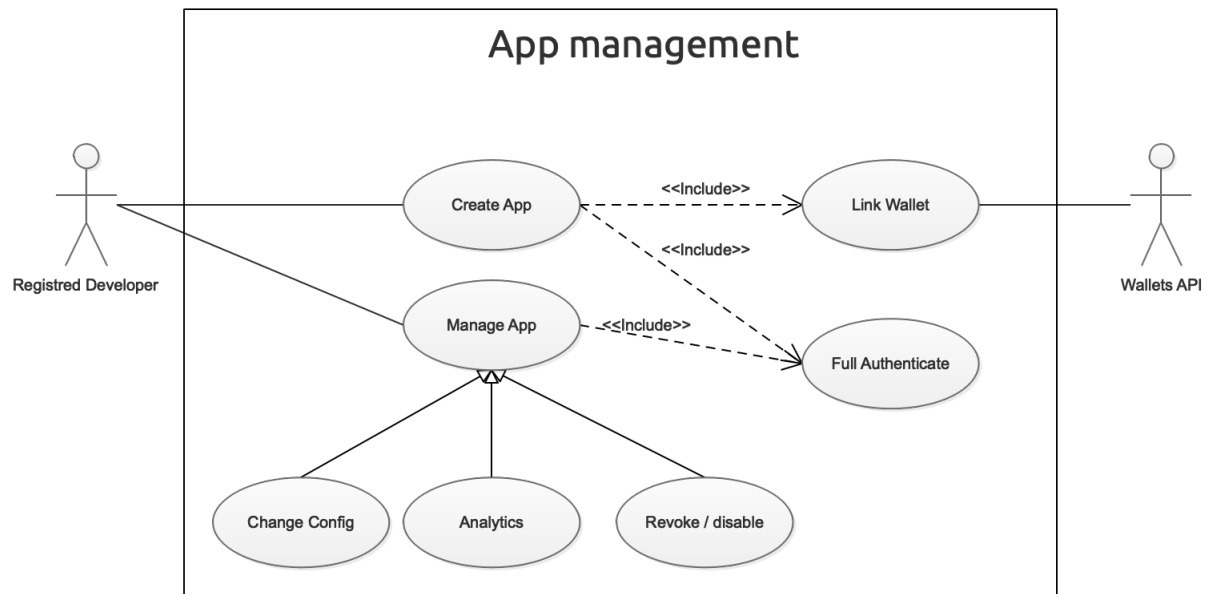 App management
Create App
<<Include>>
Link Wallet
<<Include>>
Registred Developer
Wallets API
Manage App
<<Include>>
Full Authenticate
Change Config
Analytics
Revoke / disable